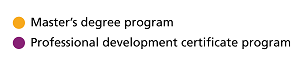 Master's degree program
Professional development certificate program